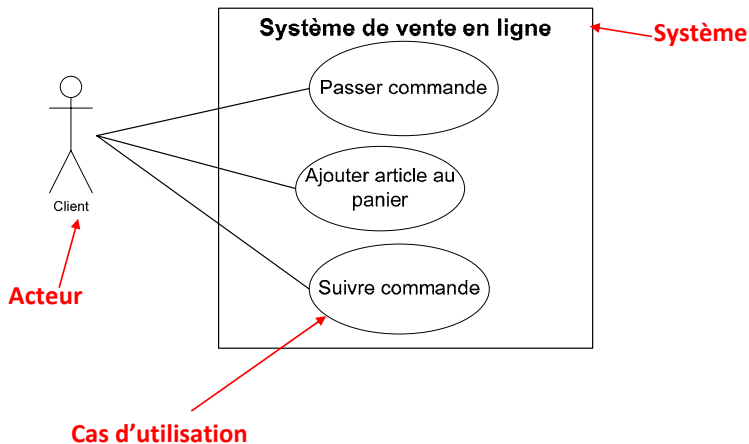 Système de vente en ligne
Système
Passer commande
Ajouter article au
panier
Client
Suivre commande
Acteur
Cas d’utilisation